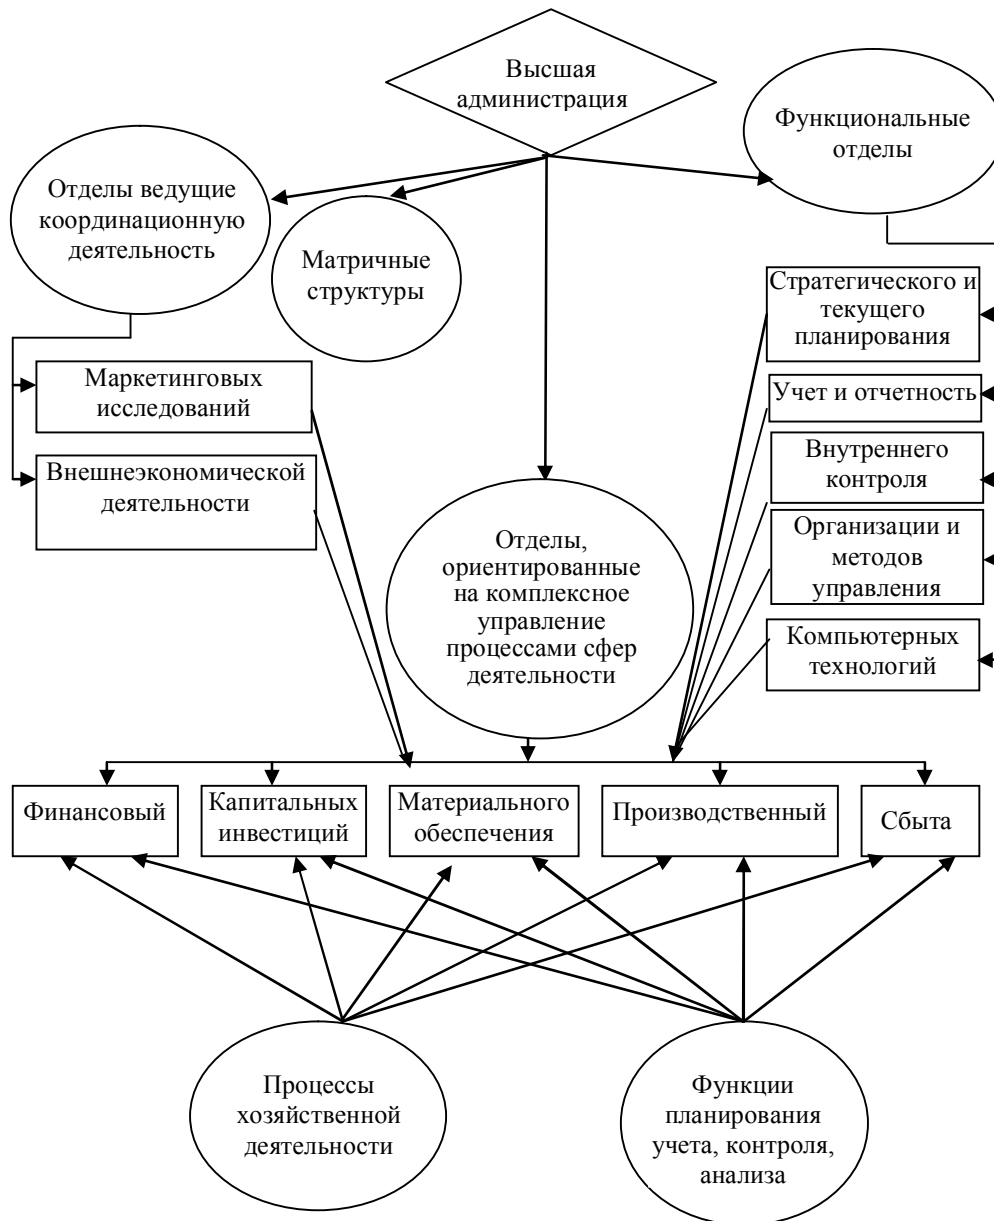 Высшая
администрация
Функциональные
отделы
Отделы ведущие
координационную
деятельность
Матричные
структуры
Стратегического и
текущего
планирования
Маркетинговых
исследований
Учет и отчетность
Внешнеэкономической
деятельности
Внутреннего
контроля
Организации и
методов
управления
Отделы,
ориентированные
на комплексное
управление
процессами сфер
деятельности
Компьютерных
технологий
Финансовый
Капитальных
инвестиций
Материального
обеспечения
Производственный
Сбыта
Процессы
хозяйственной
деятельности
Функции
планирования
учета, контроля,
анализа